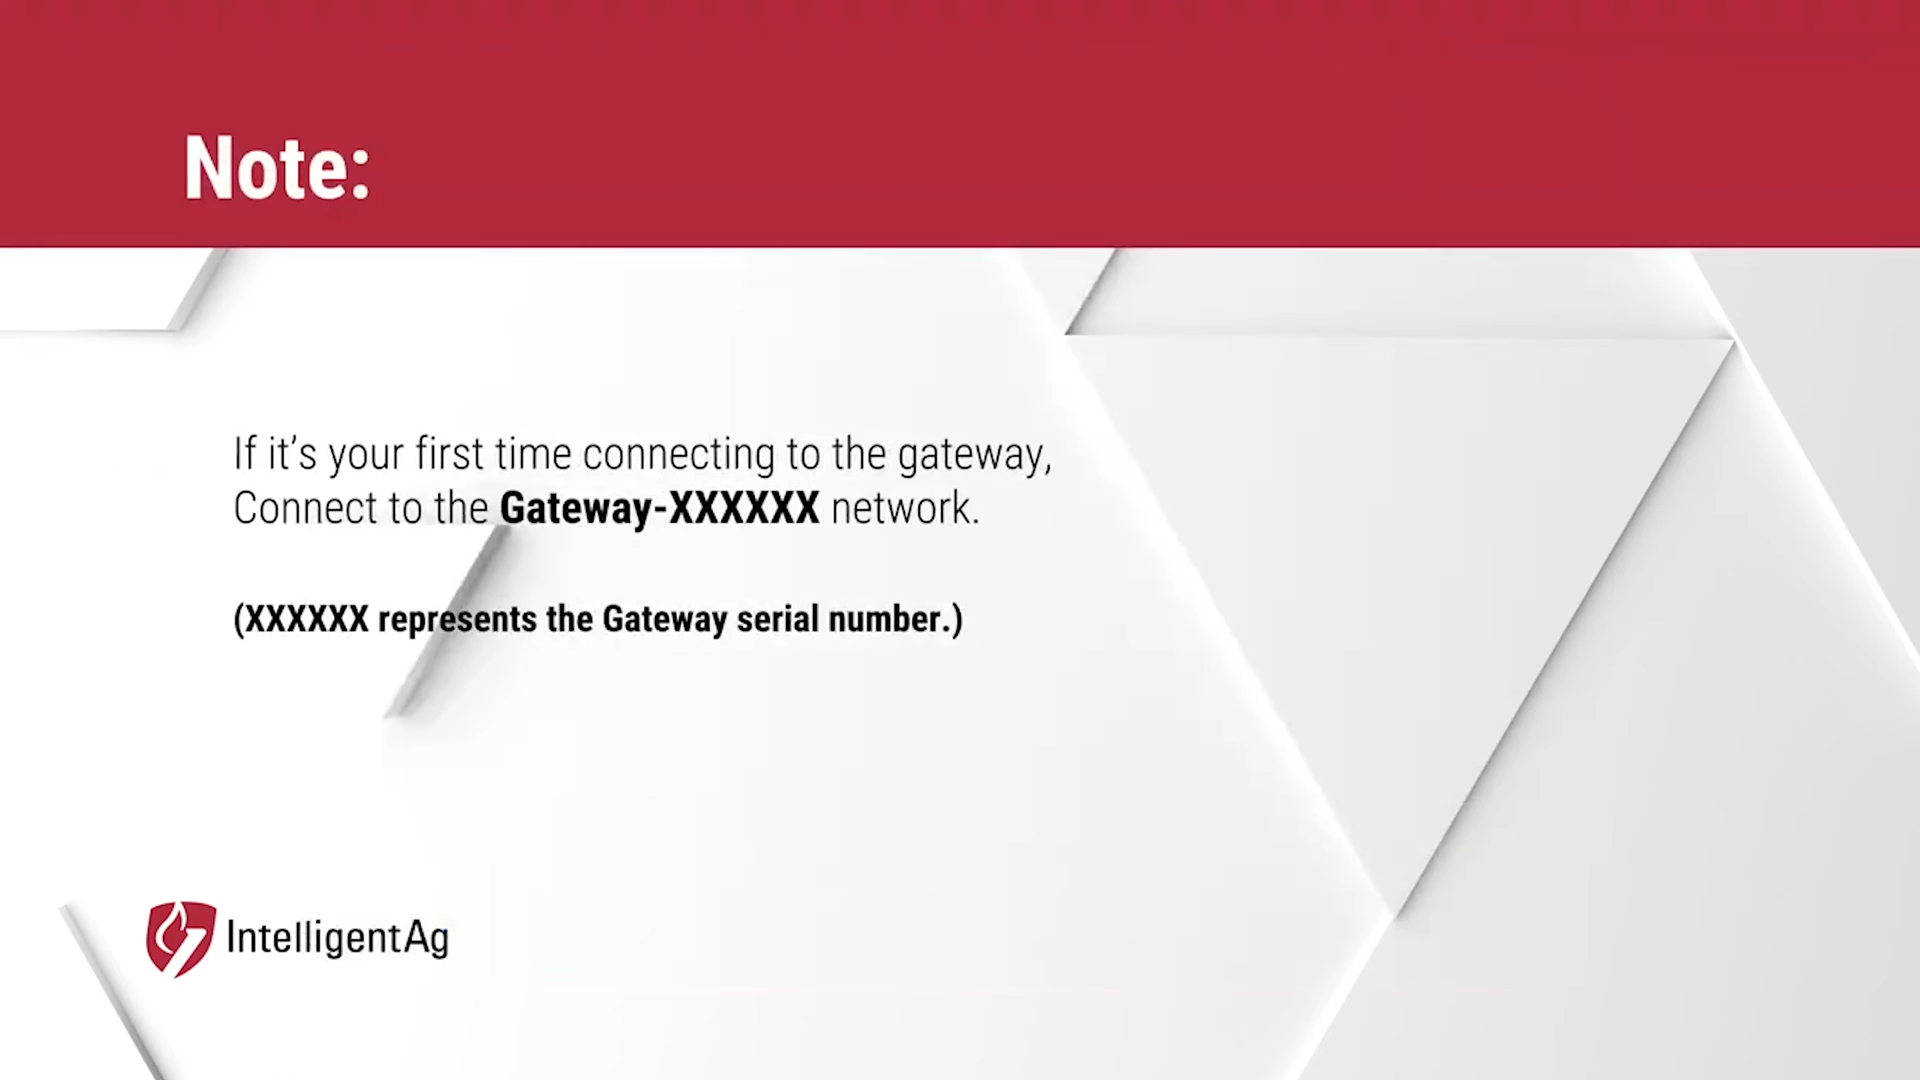 Note:
If it’s your first time connecting to the gateway,
Connect to the Gateway-XXXXXX network.
(XXXXXX represents the Gateway serial number.)
IntelligentAg